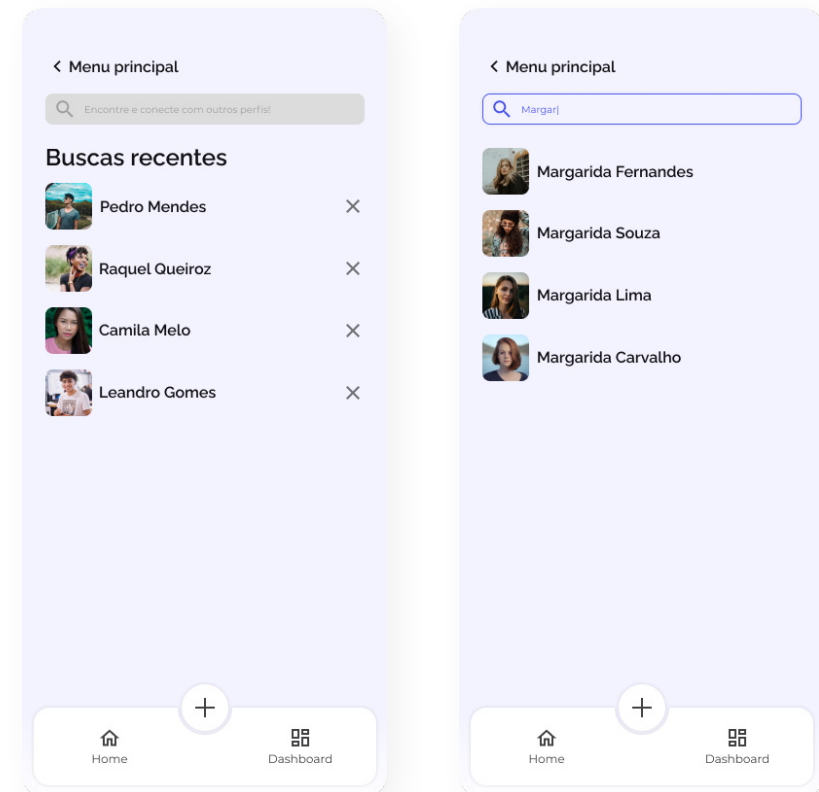 Menu principal
Encontre e conecte com outros perfis!
Buscas recentes
Pedro Mendes
Raquel Queiroz
Camila Melo
Leandro Gomes
Home
Dashboard
Menu principal
Margar
Margarida Fernandes
Margarida Souza
Margarida Lima
Margarida Carvalho
Home
Dashboard